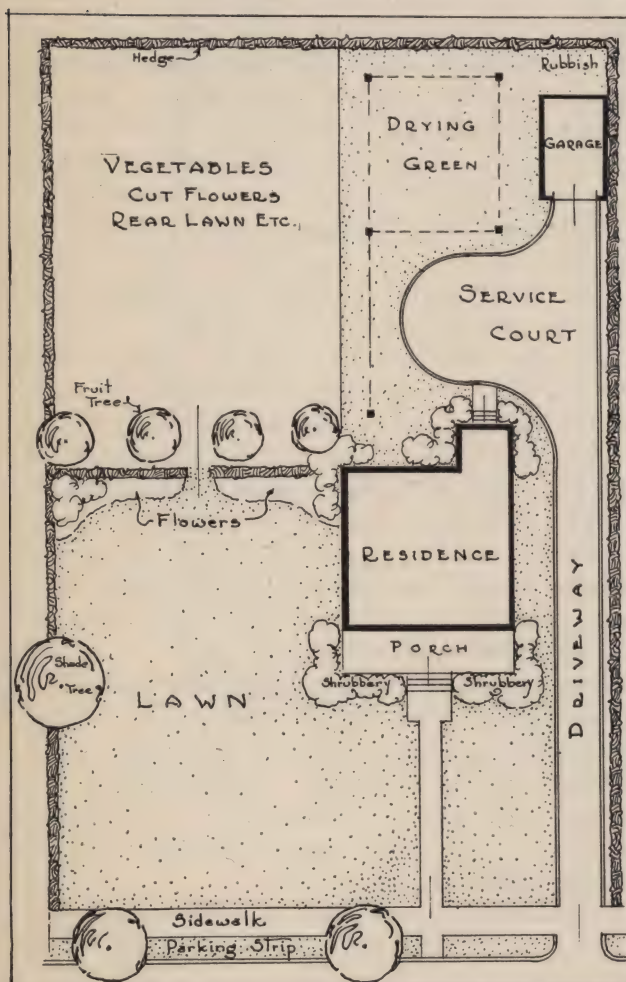 Hedge
Rubbish
DRYING
GREEN
GARAGE
VEGETABLES
CUT FLOWERS
REAR LAWN ETC.,
SERVICE
COURT
Fruit
Tree
Flowers
RESIDENCE
DRIVEWAY
PORCH
Shade
Tree
LAWN
Shrubbery
Shrubbery
Sidewalk
Parking Strip